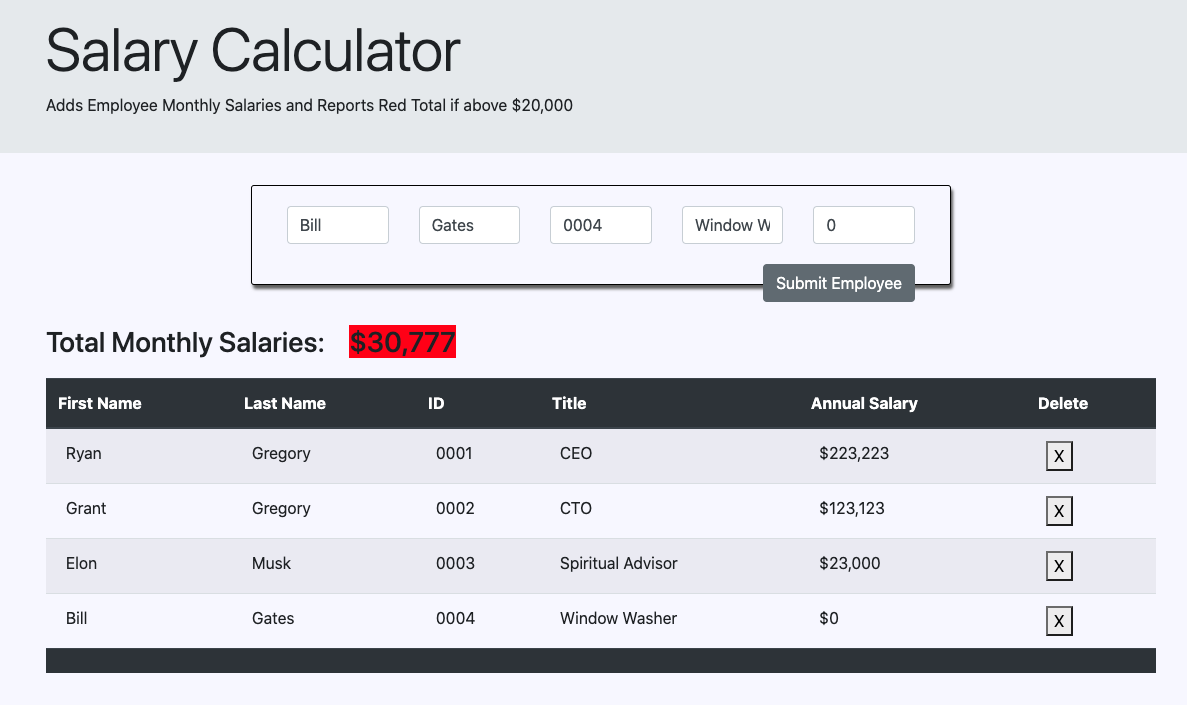 Salary Calculator
Adds Employee Monthly Salaries and Reports Red Total if above $20,000
Bill Gates 0004 Window W 0
Submit Employee
Total Monthly Salaries: $30,777
First Name Last Name ID Title Annual Salary Delete
Ryan Gregory 0001 CEO $223,223 X
Grant Gregory 0002 CTO $123,123 X
Elon Musk 0003 Spiritual Advisor $23,000 X
Bill Gates 0004 Window Washer $0 X